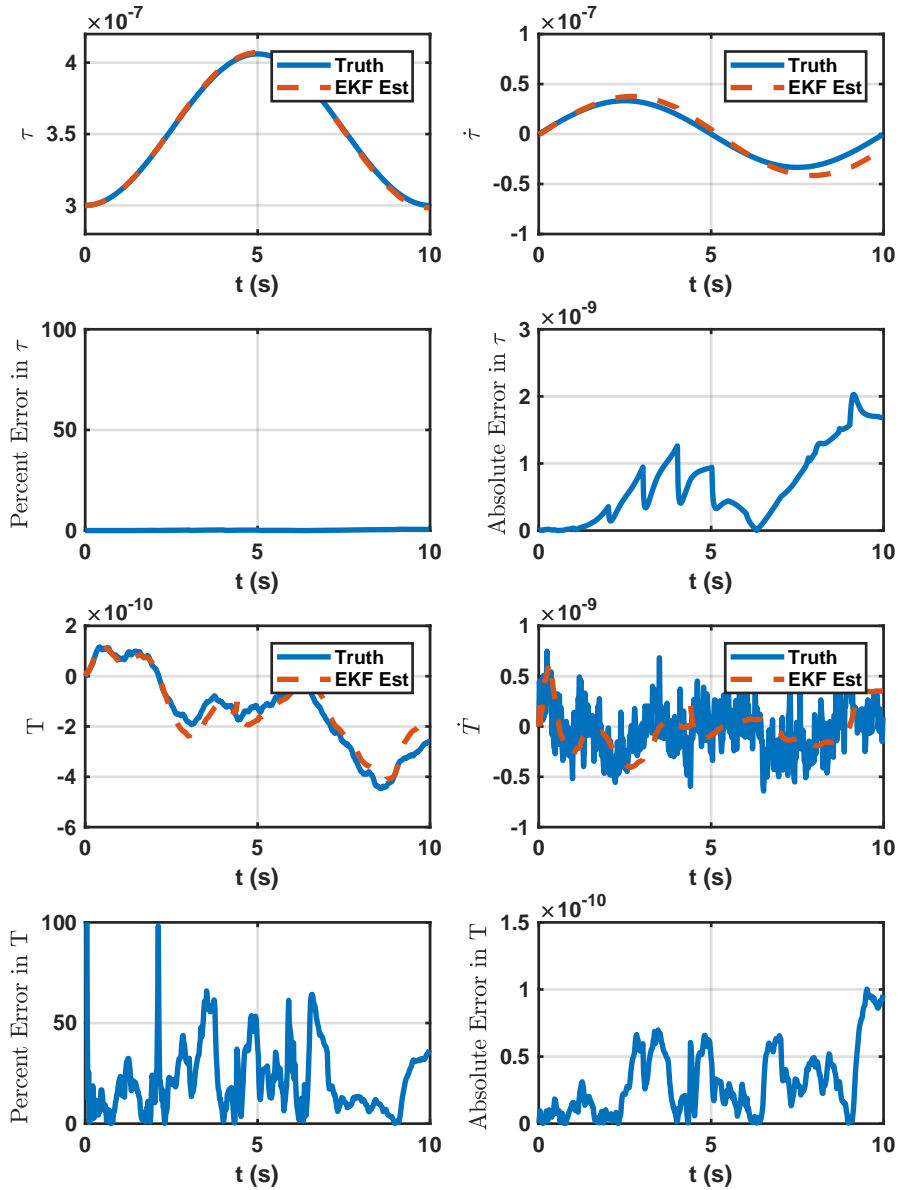 ×10⁻⁷
4
3.5
3
τ
Truth
EKF Est
0
5
10
t (s)
×10⁻⁷
1
0.5
0
-0.5
-1
τ̇
Truth
EKF Est
0
5
10
t (s)
100
50
0
Percent Error in τ
0
5
10
t (s)
×10⁻⁹
3
2
1
0
Absolute Error in τ
0
5
10
t (s)
×10⁻¹⁰
2
0
-2
-4
-6
T
Truth
EKF Est
0
5
10
t (s)
×10⁻⁹
1
0.5
0
-0.5
-1
Ṫ
Truth
EKF Est
0
5
10
t (s)
100
50
0
Percent Error in T
0
5
10
t (s)
×10⁻¹⁰
1.5
1
0.5
0
Absolute Error in T
0
5
10
t (s)